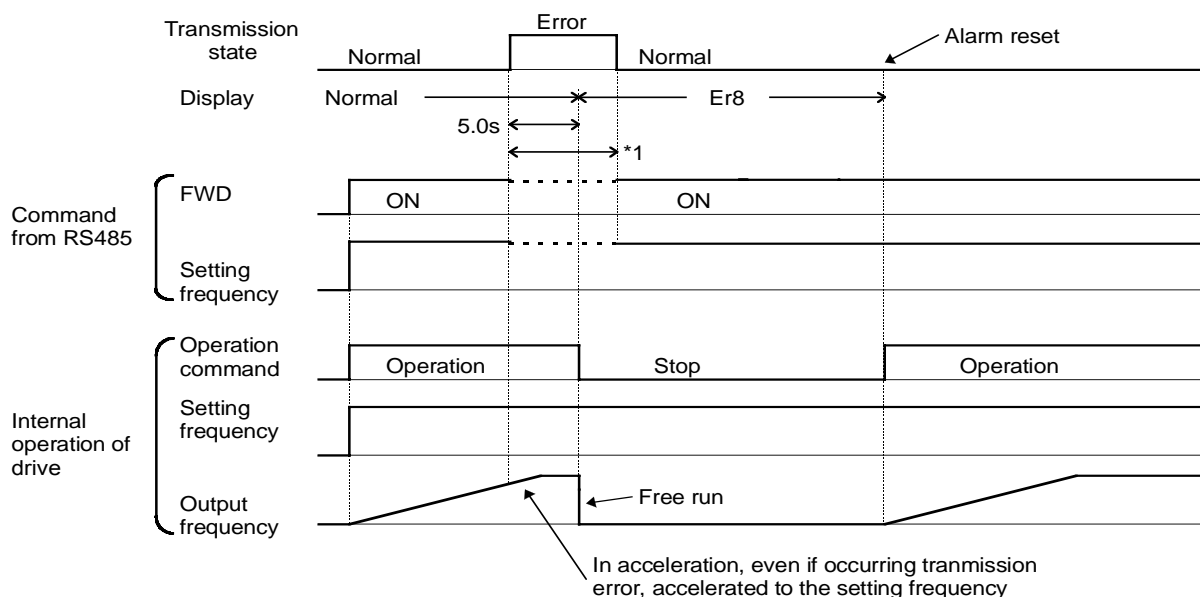 Transmission
state
Error
Normal
Normal
Alarm reset
Display
Normal
Er8
5.0s
*1
Command
from RS485
FWD
ON
ON
Setting
frequency
Internal
operation of
drive
Operation
command
Operation
Stop
Operation
Setting
frequency
Output
frequency
Free run
In acceleration, even if occurring tranmission
error, accelerated to the setting frequency